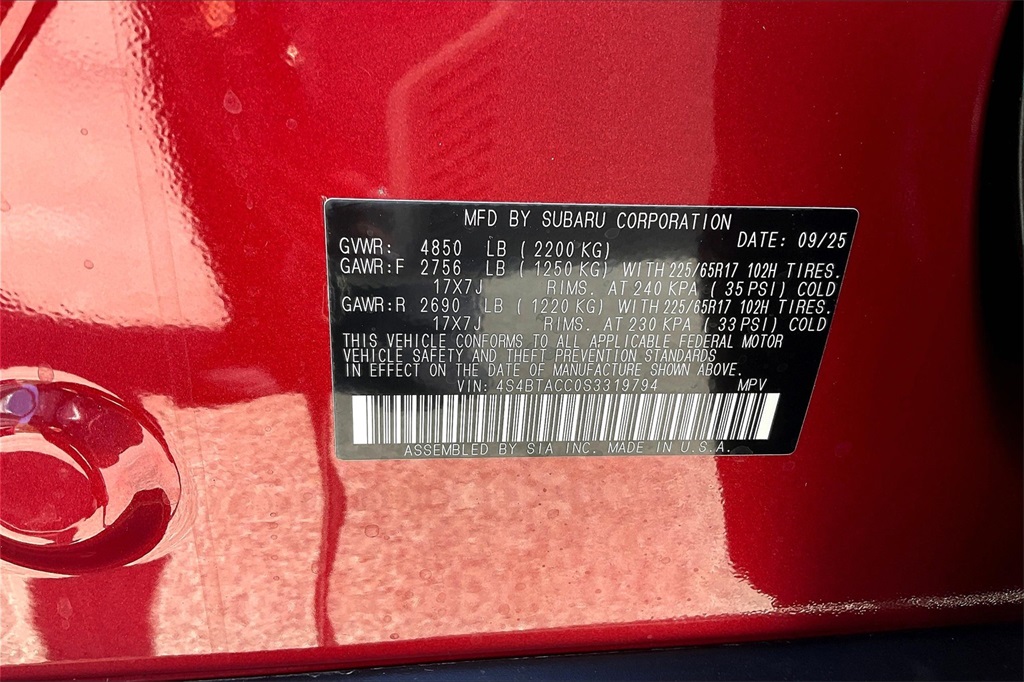 MFD BY SUBARU CORPORATION
DATE: 09/25
GVWR: 4850 LB (2200 KG)
GAWR:F 2756 LB (1250 KG) WITH 225/65R17 102H TIRES.
17X7J RIMS. AT 240 KPA (35 PSI) COLD
GAWR:R 2690 LB (1220 KG) WITH 225/65R17 102H TIRES.
17X7J RIMS. AT 230 KPA (33 PSI) COLD
THIS VEHICLE CONFORMS TO ALL APPLICABLE FEDERAL MOTOR
VEHICLE SAFETY AND THEFT PREVENTION STANDARDS
IN EFFECT ON THE DATE OF MANUFACTURE SHOWN ABOVE.
VIN: 4S4BTACC0S3319794 MPV
ASSEMBLED BY SIA INC. MADE IN U.S.A.